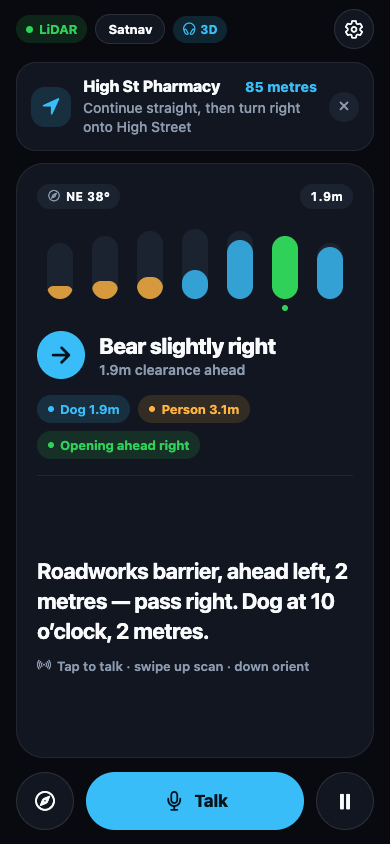 LiDAR
Satnav
3D
High St Pharmacy 85 metres
Continue straight, then turn right
onto High Street
NE 38°
1.9m
Bear slightly right
1.9m clearance ahead
Dog 1.9m
Person 3.1m
Opening ahead right
Roadworks barrier, ahead left, 2
metres — pass right. Dog at 10
o’clock, 2 metres.
Tap to talk · swipe up scan · down orient
Talk